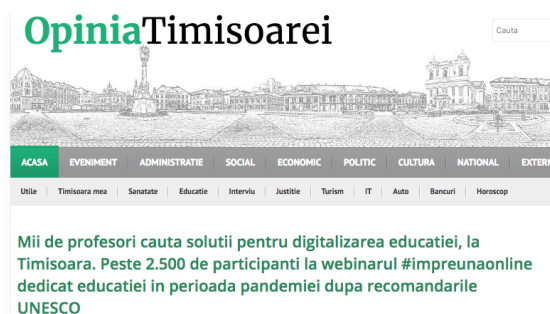 OpiniaTimisoarei
Cauta
ACASA EVENIMENT ADMINISTRATIE SOCIAL ECONOMIC POLITIC CULTURA NATIONAL EXTERN
Utile Timisoara mea Sanatate Educatie Interviu Justitie Turism IT Auto Bancuri Horoscop
Mii de profesori cauta solutii pentru digitalizarea educatiei, la
Timisoara. Peste 2.500 de participanti la webinarul #impreunaonline
dedicat educatiei in perioada pandemiei dupa recomandarile
UNESCO